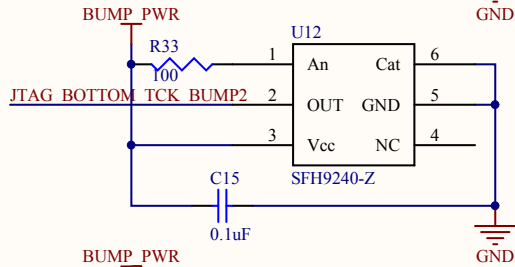 BUMP_PWR
GND
U12
R33
100
1
An
Cat
6
JTAG_BOTTOM_TCK_BUMP2
2
OUT
GND
5
3
Vcc
NC
4
SFH9240-Z
C15
0.1uF
BUMP_PWR
GND